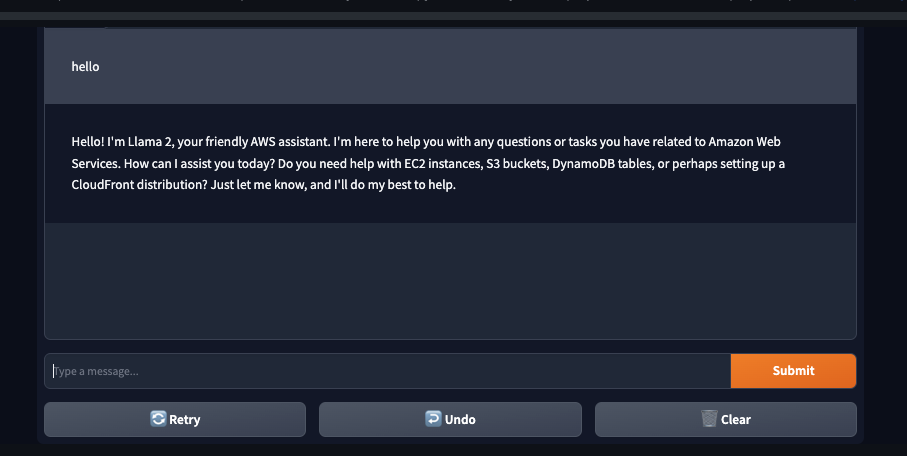 hello
Hello! I'm Llama 2, your friendly AWS assistant. I'm here to help you with any questions or tasks you have related to Amazon Web
Services. How can I assist you today? Do you need help with EC2 instances, S3 buckets, DynamoDB tables, or perhaps setting up a
CloudFront distribution? Just let me know, and I'll do my best to help.
Type a message...
Submit
Retry
Undo
Clear